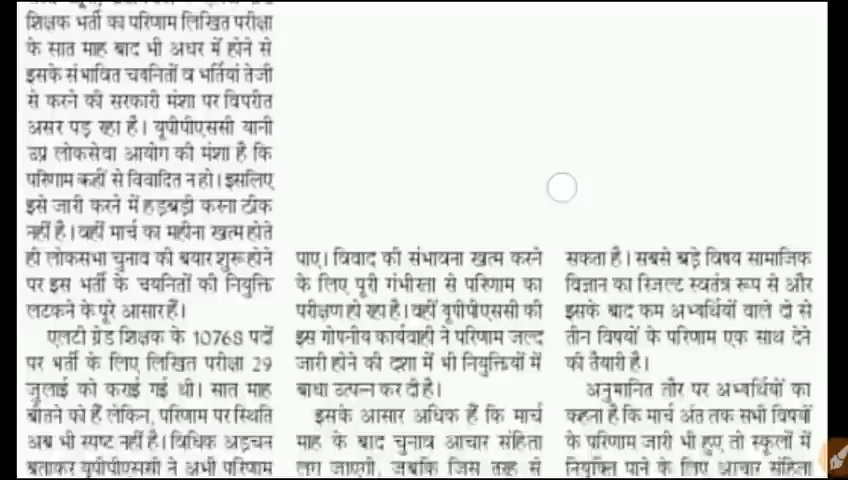 शिक्षक भर्ती का परिणाम लिखित परीक्षा
के सात माह बाद भी अधर में होने से
इसके संभावित चयनितों व भर्तियां तेजी
से करने की सरकारी मंशा पर विपरीत
असर पड़ रहा है। यूपीपीएससी यानी
उप्र लोकसेवा आयोग की मंशा है कि
परिणाम कहीं से विवादित न हो। इसलिए
इसे जारी करने में हड़बड़ी करना ठीक
नहीं है। वहीं मार्च का महीना खत्म होते
ही लोकसभा चुनाव की बयार शुरू होने
पर इस भर्ती के चयनितों की नियुक्ति
लटकने के पूरे आसार हैं।
एलटी ग्रेड शिक्षक के 10768 पदों
पर भर्ती के लिए लिखित परीक्षा 29
जुलाई को कराई गई थी। सात माह
बीतने को हैं लेकिन, परिणाम पर स्थिति
अब भी स्पष्ट नहीं है। विधिक अड़चन
बताकर यूपीपीएससी ने अभी परिणाम
पाए। विवाद की संभावना खत्म करने
के लिए पूरी गंभीरता से परिणाम का
परीक्षण हो रहा है। वहीं यूपीपीएससी की
इस गोपनीय कार्यवाही ने परिणाम जल्द
जारी होने की दशा में भी नियुक्तियों में
बाधा उत्पन्न कर दी है।
इसके आसार अधिक हैं कि मार्च
माह के बाद चुनाव आचार संहिता
लग जाएगी, जबकि जिस तरह से
सकता है। सबसे बड़े विषय सामाजिक
विज्ञान का रिजल्ट स्वतंत्र रूप से और
इसके बाद कम अभ्यर्थियों वाले दो से
तीन विषयों के परिणाम एक साथ देने
की तैयारी है।
अनुमानित तौर पर अभ्यर्थियों का
कहना है कि मार्च अंत तक सभी विषयों
के परिणाम जारी भी हुए तो स्कूलों में
नियुक्ति पाने के लिए आचार संहिता